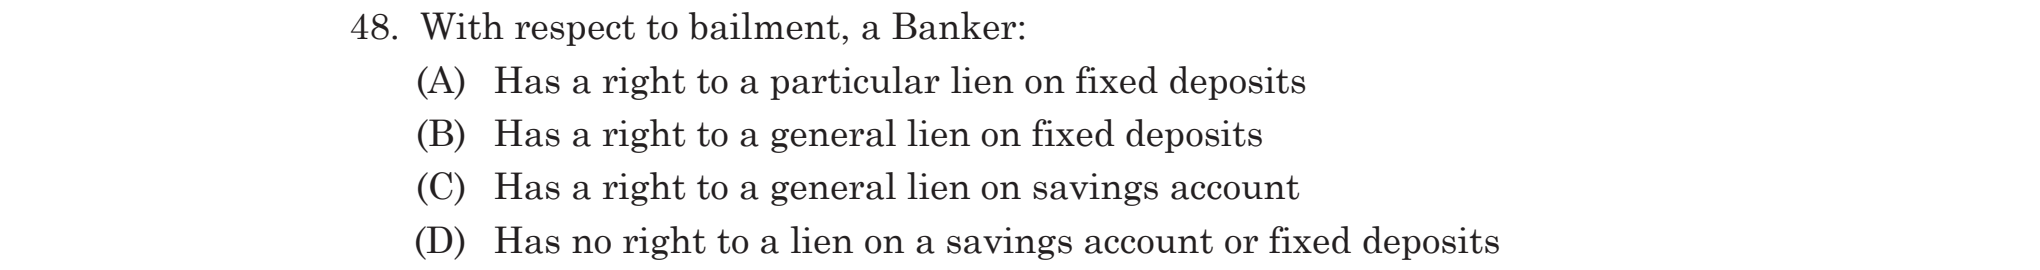 48. With respect to bailment, a Banker:
(A) Has a right to a particular lien on fixed deposits
(B) Has a right to a general lien on fixed deposits
(C) Has a right to a general lien on savings account
(D) Has no right to a lien on a savings account or fixed deposits